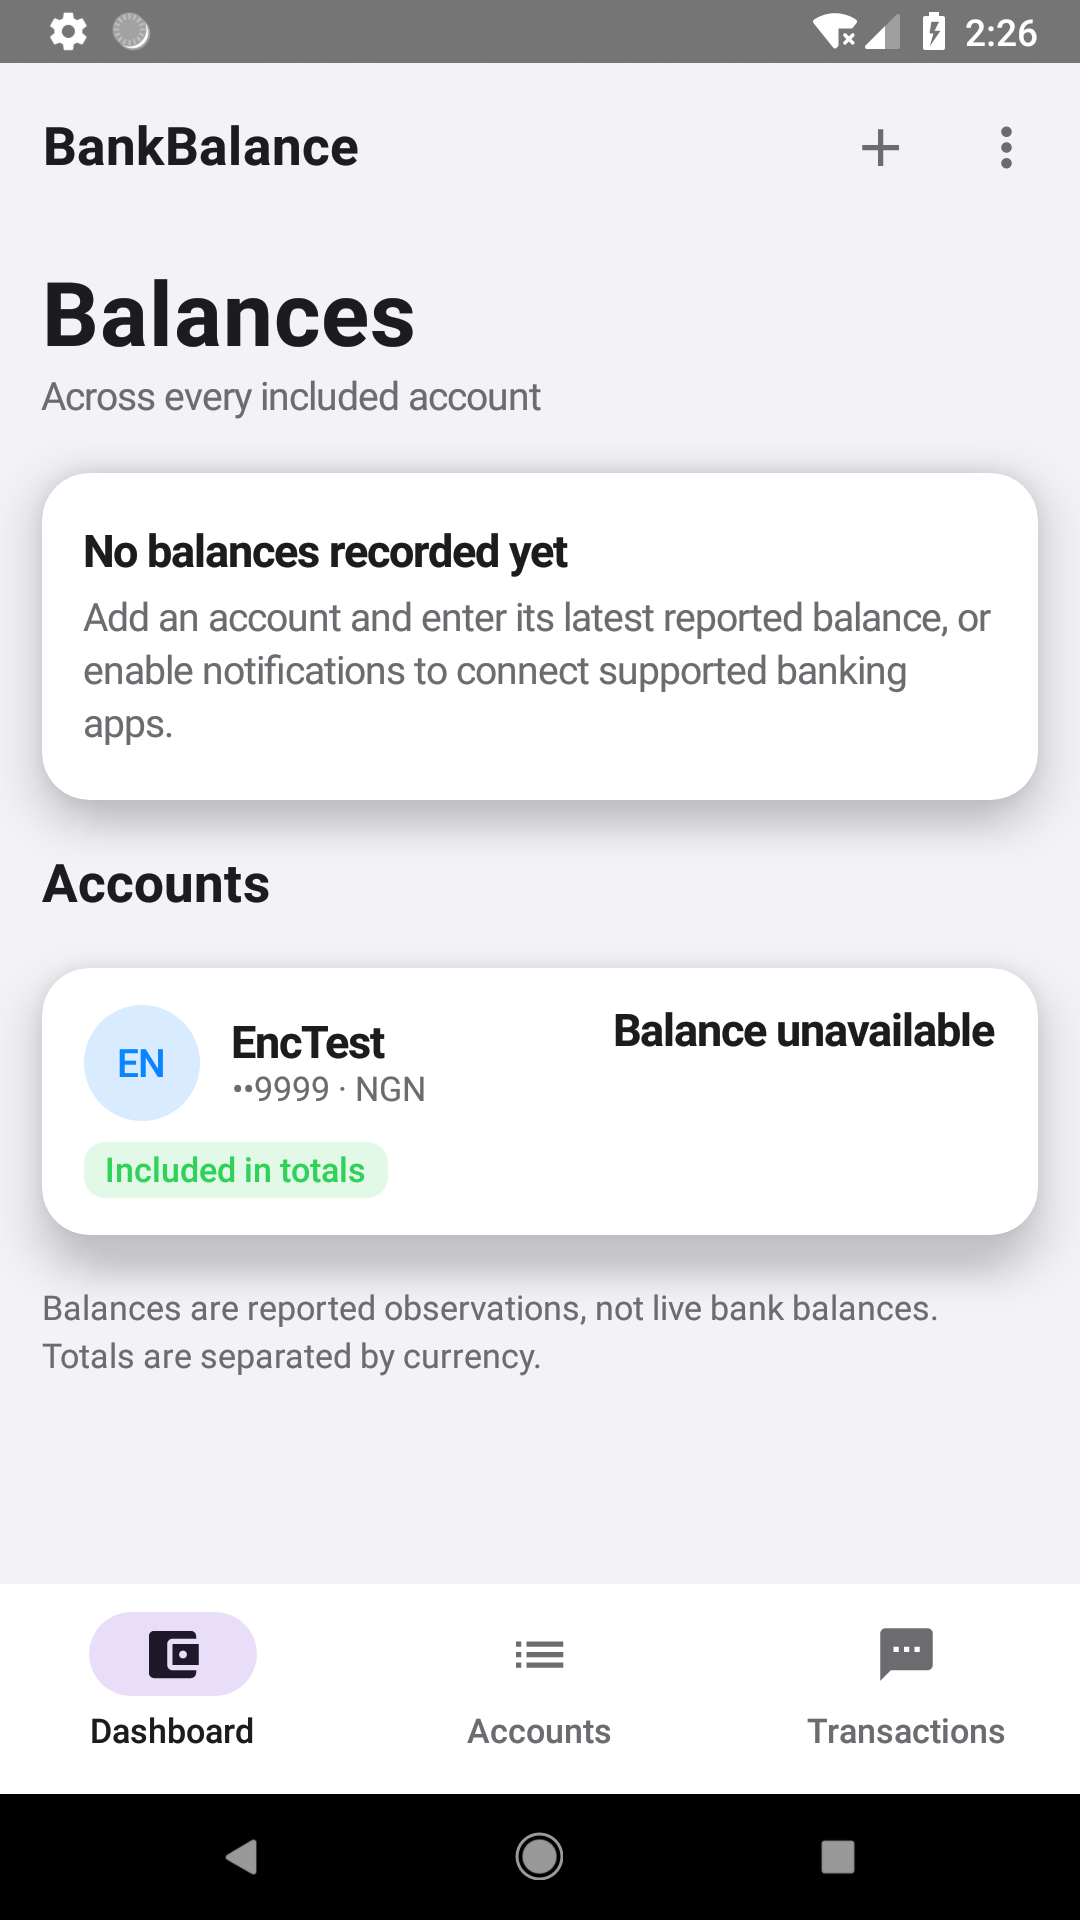 2:26
BankBalance
Balances
Across every included account
No balances recorded yet
Add an account and enter its latest reported balance, or
enable notifications to connect supported banking
apps.
Accounts
EN
EncTest
••9999 · NGN
Balance unavailable
Included in totals
Balances are reported observations, not live bank balances.
Totals are separated by currency.
Dashboard
Accounts
Transactions